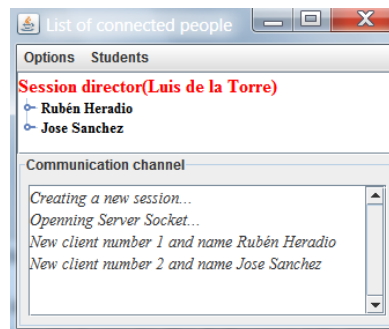 List of connected people
Options Students
Session director(Luis de la Torre)
Rubén Heradio
Jose Sanchez
Communication channel
Creating a new session...
Openning Server Socket...
New client number 1 and name Rubén Heradio
New client number 2 and name Jose Sanchez